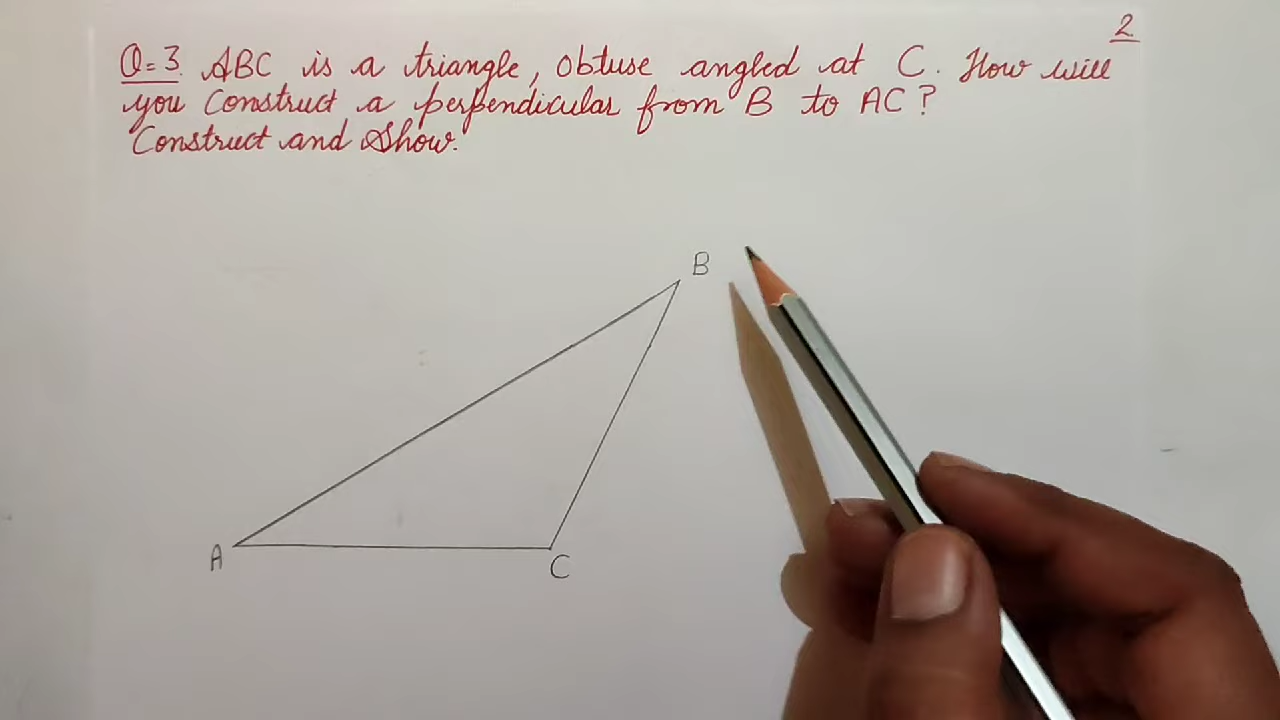 2
Q=3. ABC is a triangle, obtuse angled at C. How will
you Construct a perpendicular from B to AC?
Construct and Show.
B
A
C